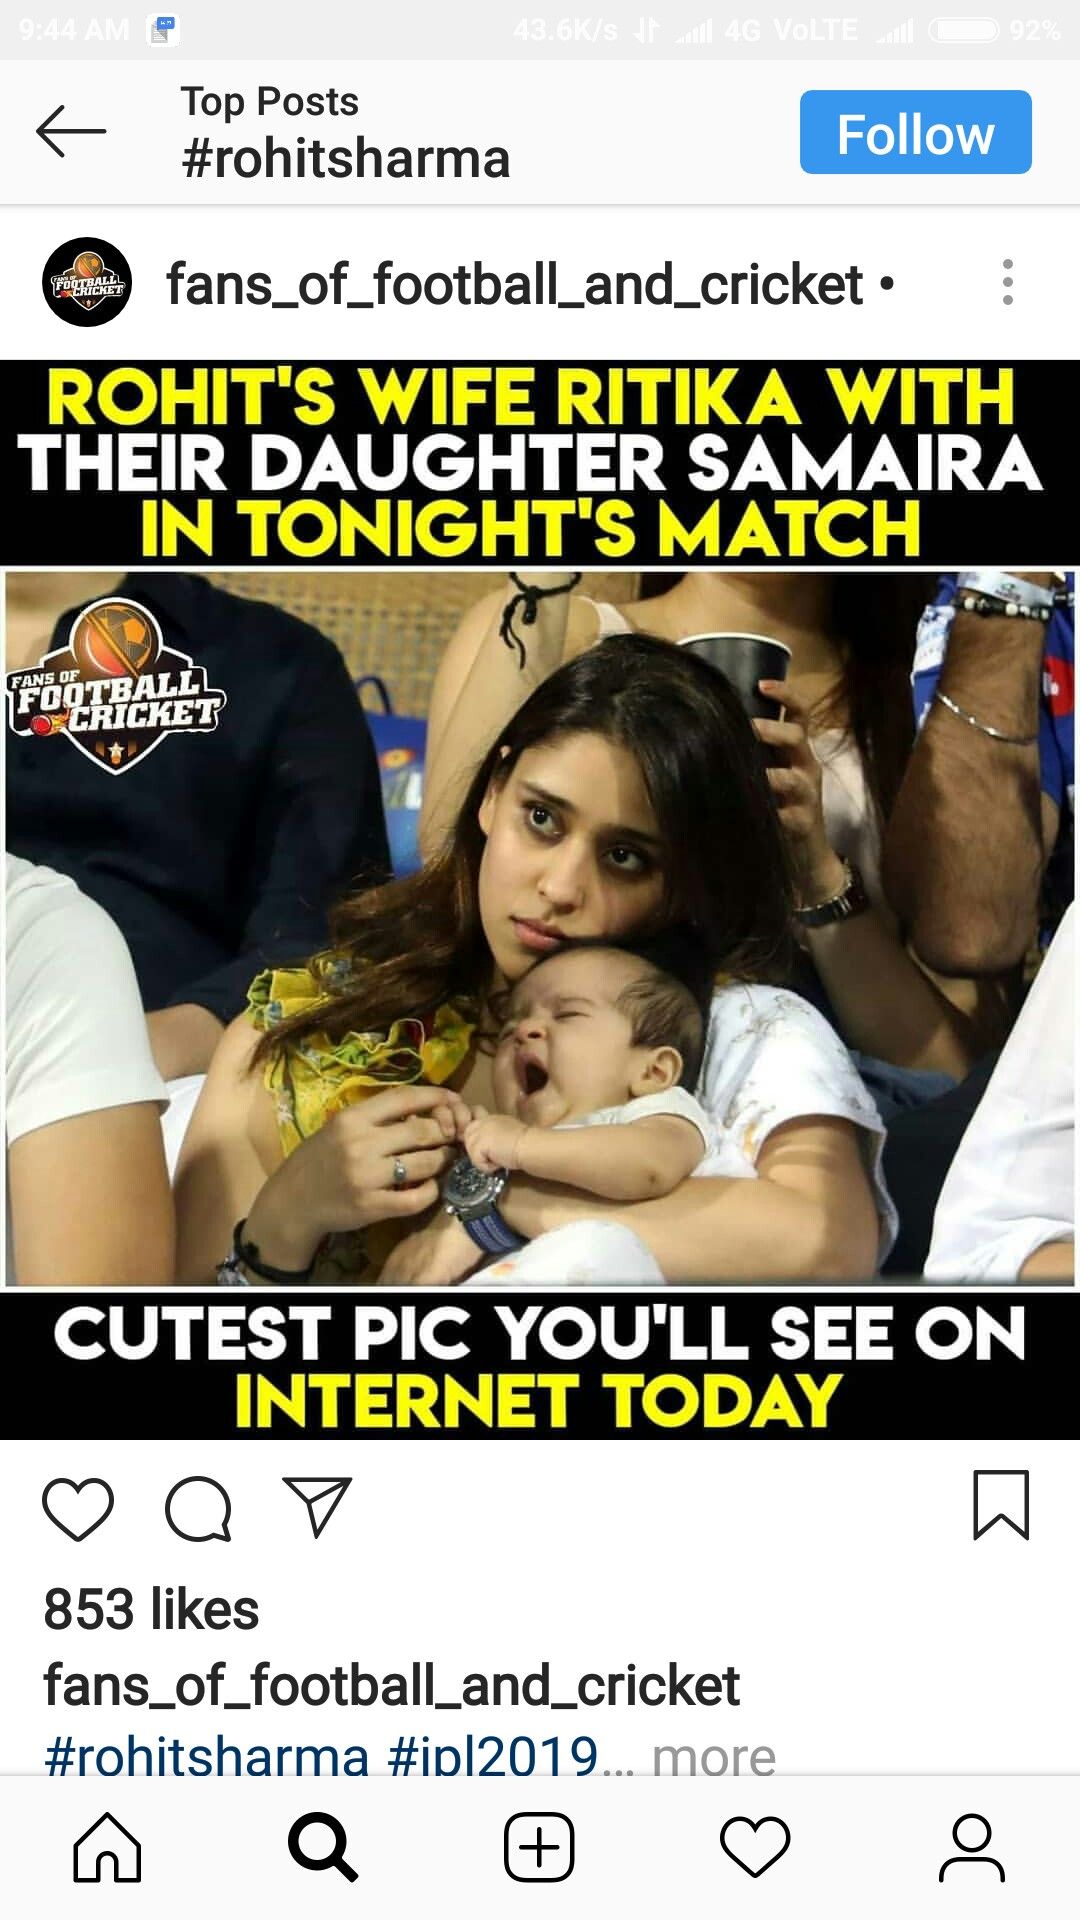 9:44 AM
43.6K/s 4G VoLTE 92%
Top Posts
#rohitsharma
Follow
fans_of_football_and_cricket •
ROHIT'S WIFE RITIKA WITH
THEIR DAUGHTER SAMAIRA
IN TONIGHT'S MATCH
FANS OF
FOOTBALL
CRICKET
CUTEST PIC YOU'LL SEE ON
INTERNET TODAY
853 likes
fans_of_football_and_cricket
#rohitsharma #ipl2019... more